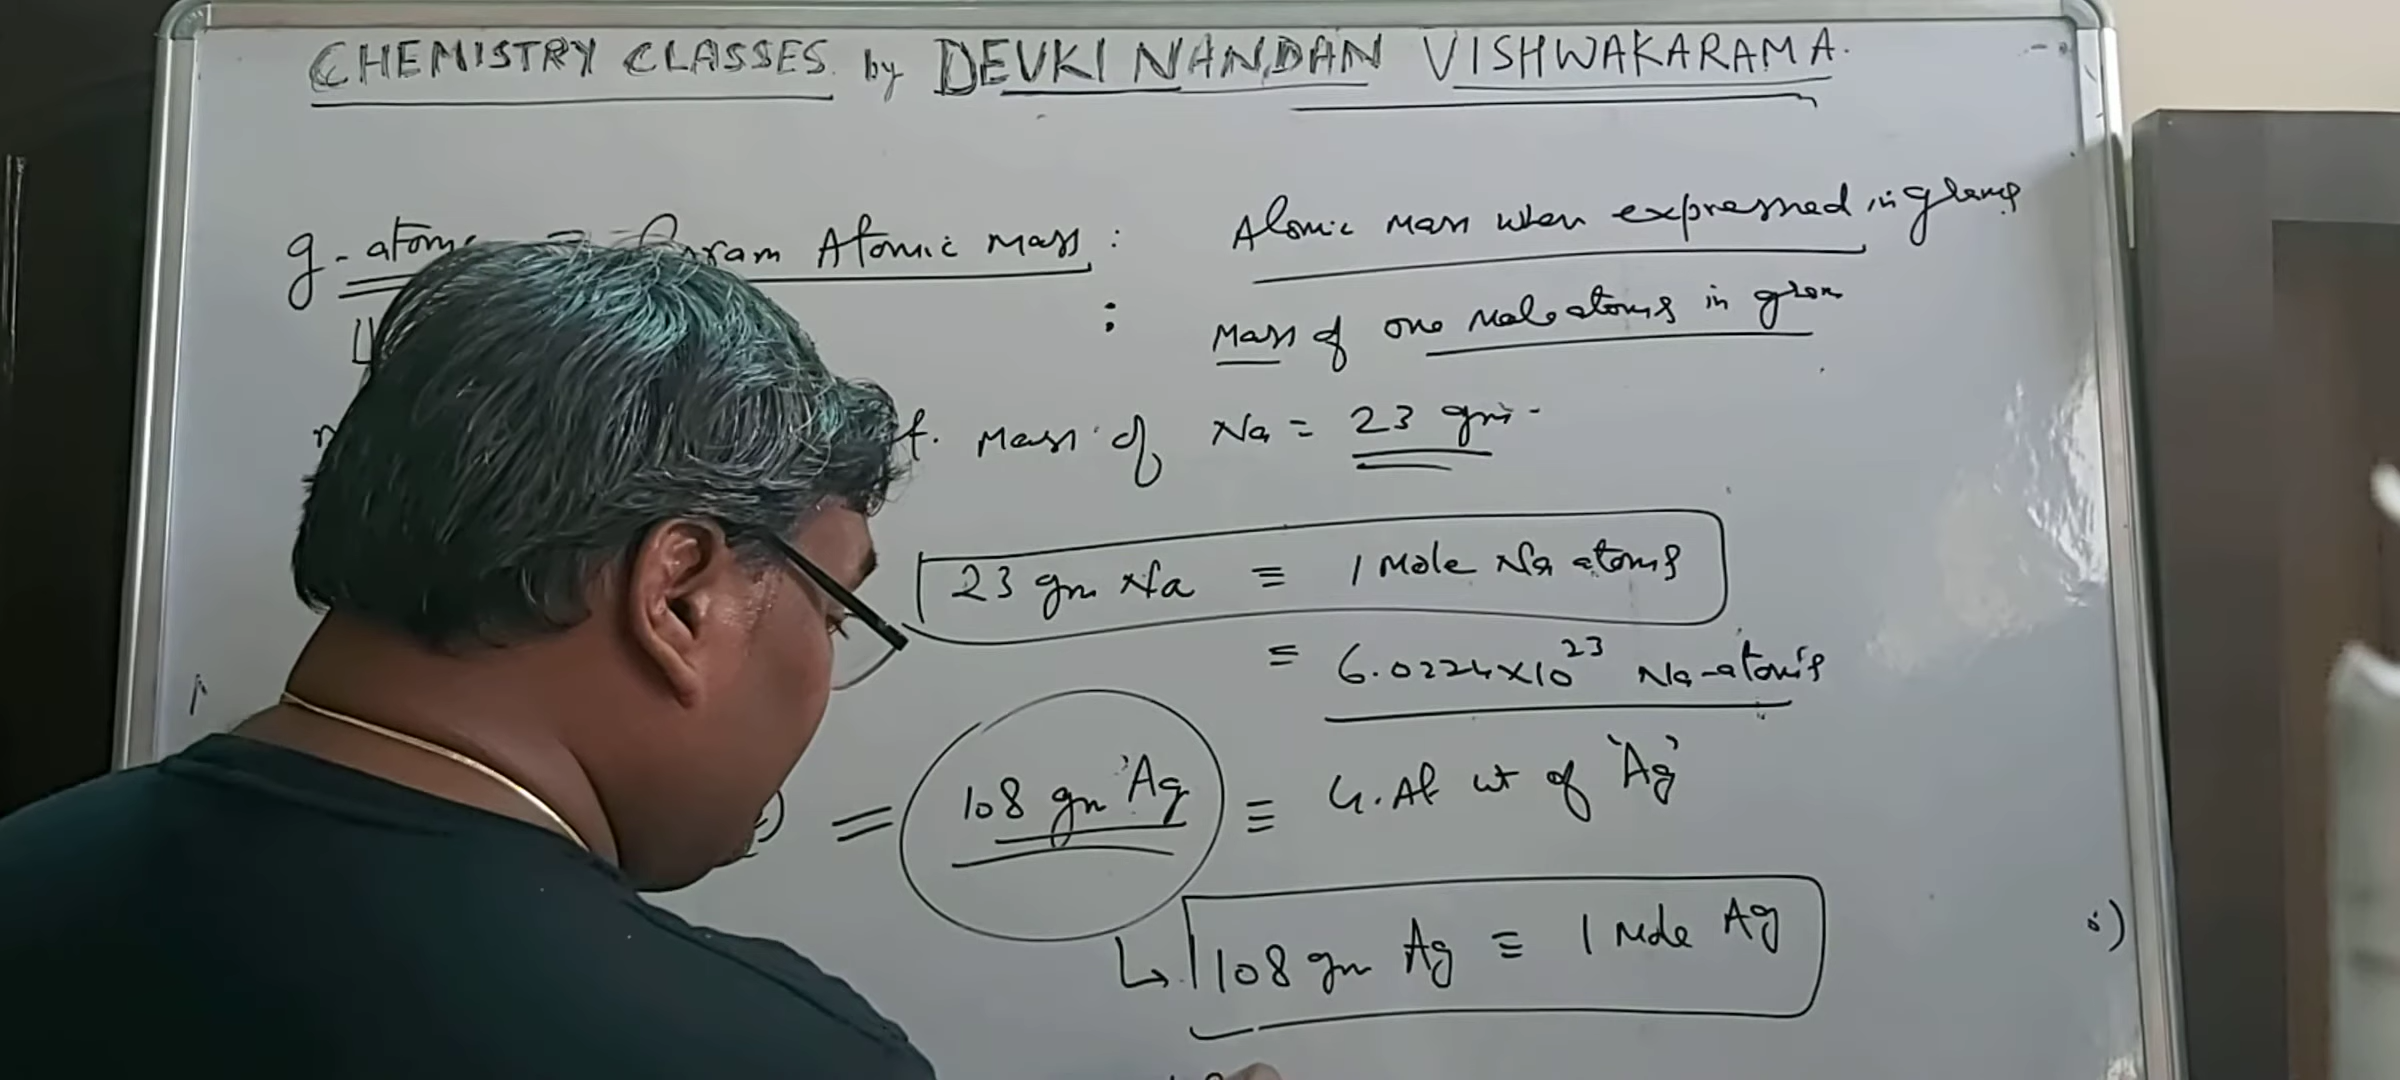 CHEMISTRY CLASSES by DEVKI NANDAN VISHWAKARAMA.
g-atom = Gram Atomic Mass : Atomic Mass when expressed in grams
: Mass of one Mole atoms in gram
t. Mass of Na = 23 gm.
23 gm Na ≡ 1 Mole Na atoms
≡ 6.0224×10²³ Na-atoms
= 108 gm 'Ag ≡ G.At wt of 'Ag'
↳ 108 gm Ag ≡ 1 Mole Ag